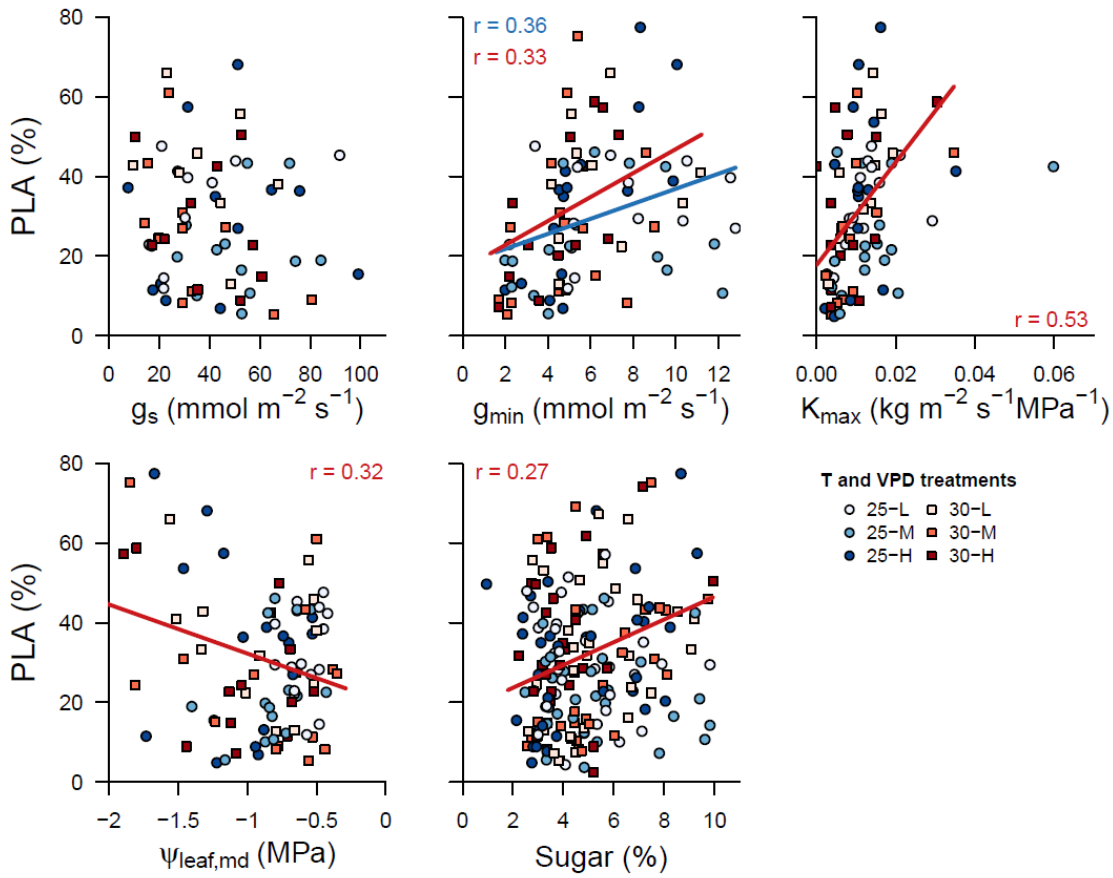 80
60
40
20
0
PLA (%)
0 20 40 60 80 100
gs (mmol m−2 s−1)
r = 0.36
r = 0.33
0 2 4 6 8 10 12
gmin (mmol m−2 s−1)
r = 0.53
0.00 0.02 0.04 0.06
Kmax (kg m−2 s−1MPa−1)
80
60
40
20
0
PLA (%)
r = 0.32
−2 −1.5 −1 −0.5 0
ψleaf,md (MPa)
r = 0.27
0 2 4 6 8 10
Sugar (%)
T and VPD treatments
25−L 30−L
25−M 30−M
25−H 30−H